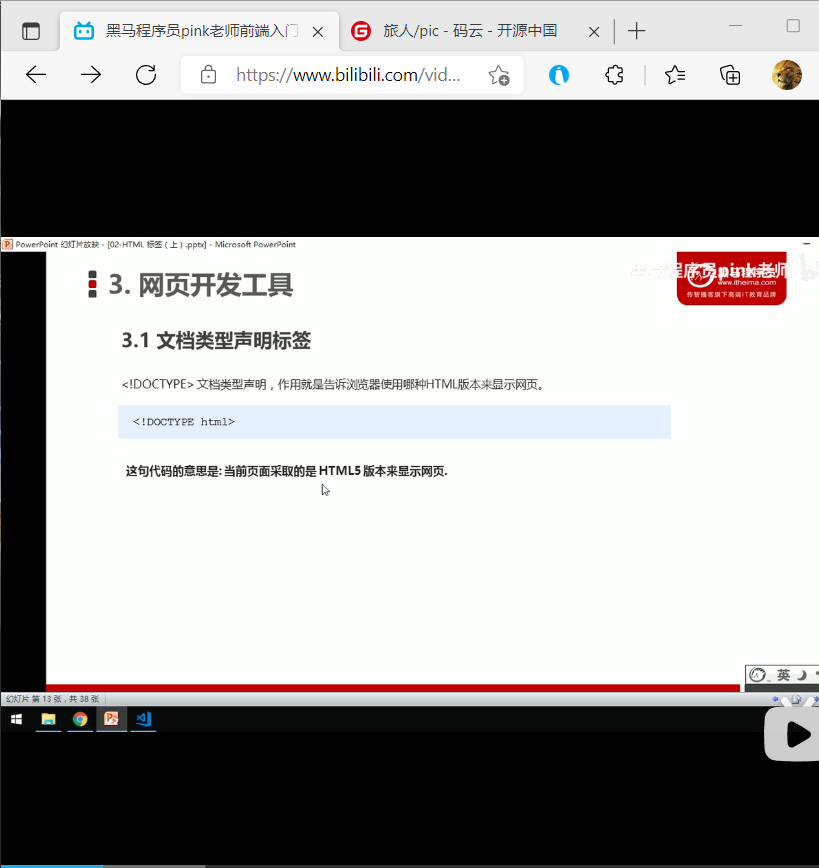 黑马程序员pink老师前端入门
旅人/pic - 码云 - 开源中国
https://www.bilibili.com/vid...
PowerPoint 幻灯片放映 - [02-HTML 标签（上）.pptx] - Microsoft PowerPoint
3. 网页开发工具
程序员pink老师
www.itheima.com
传智播客旗下高端IT教育品牌
3.1 文档类型声明标签
<!DOCTYPE> 文档类型声明，作用就是告诉浏览器使用哪种HTML版本来显示网页。
<!DOCTYPE html>
这句代码的意思是: 当前页面采取的是 HTML5 版本来显示网页.
英
幻灯片 第 13 张，共 38 张